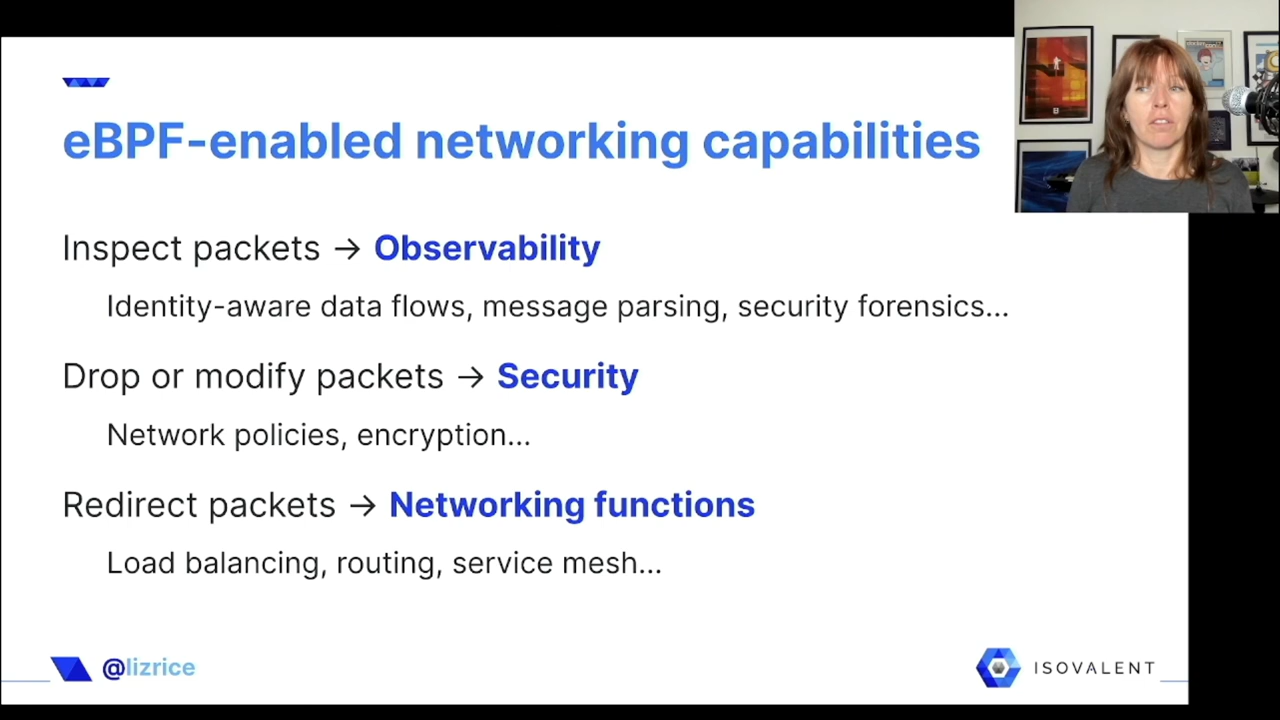 eBPF-enabled networking capabilities
Inspect packets → Observability
Identity-aware data flows, message parsing, security forensics...
Drop or modify packets → Security
Network policies, encryption...
Redirect packets → Networking functions
Load balancing, routing, service mesh...
@lizrice
ISOVALENT